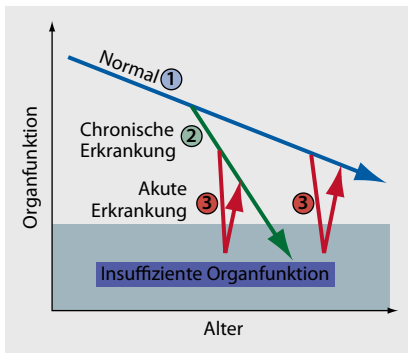 Normal 1
Chronische 2
Erkrankung
Akute
Erkrankung 3
3
Insuffiziente Organfunktion
Organfunktion
Alter